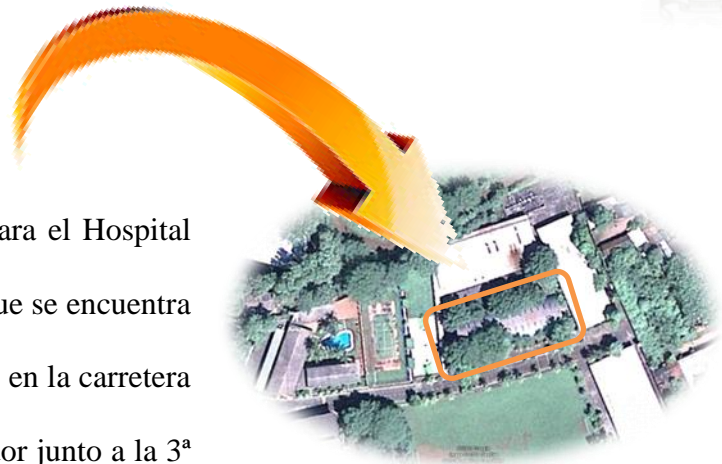 ara el Hospital
ue se encuentra
en la carretera
or junto a la 3ª